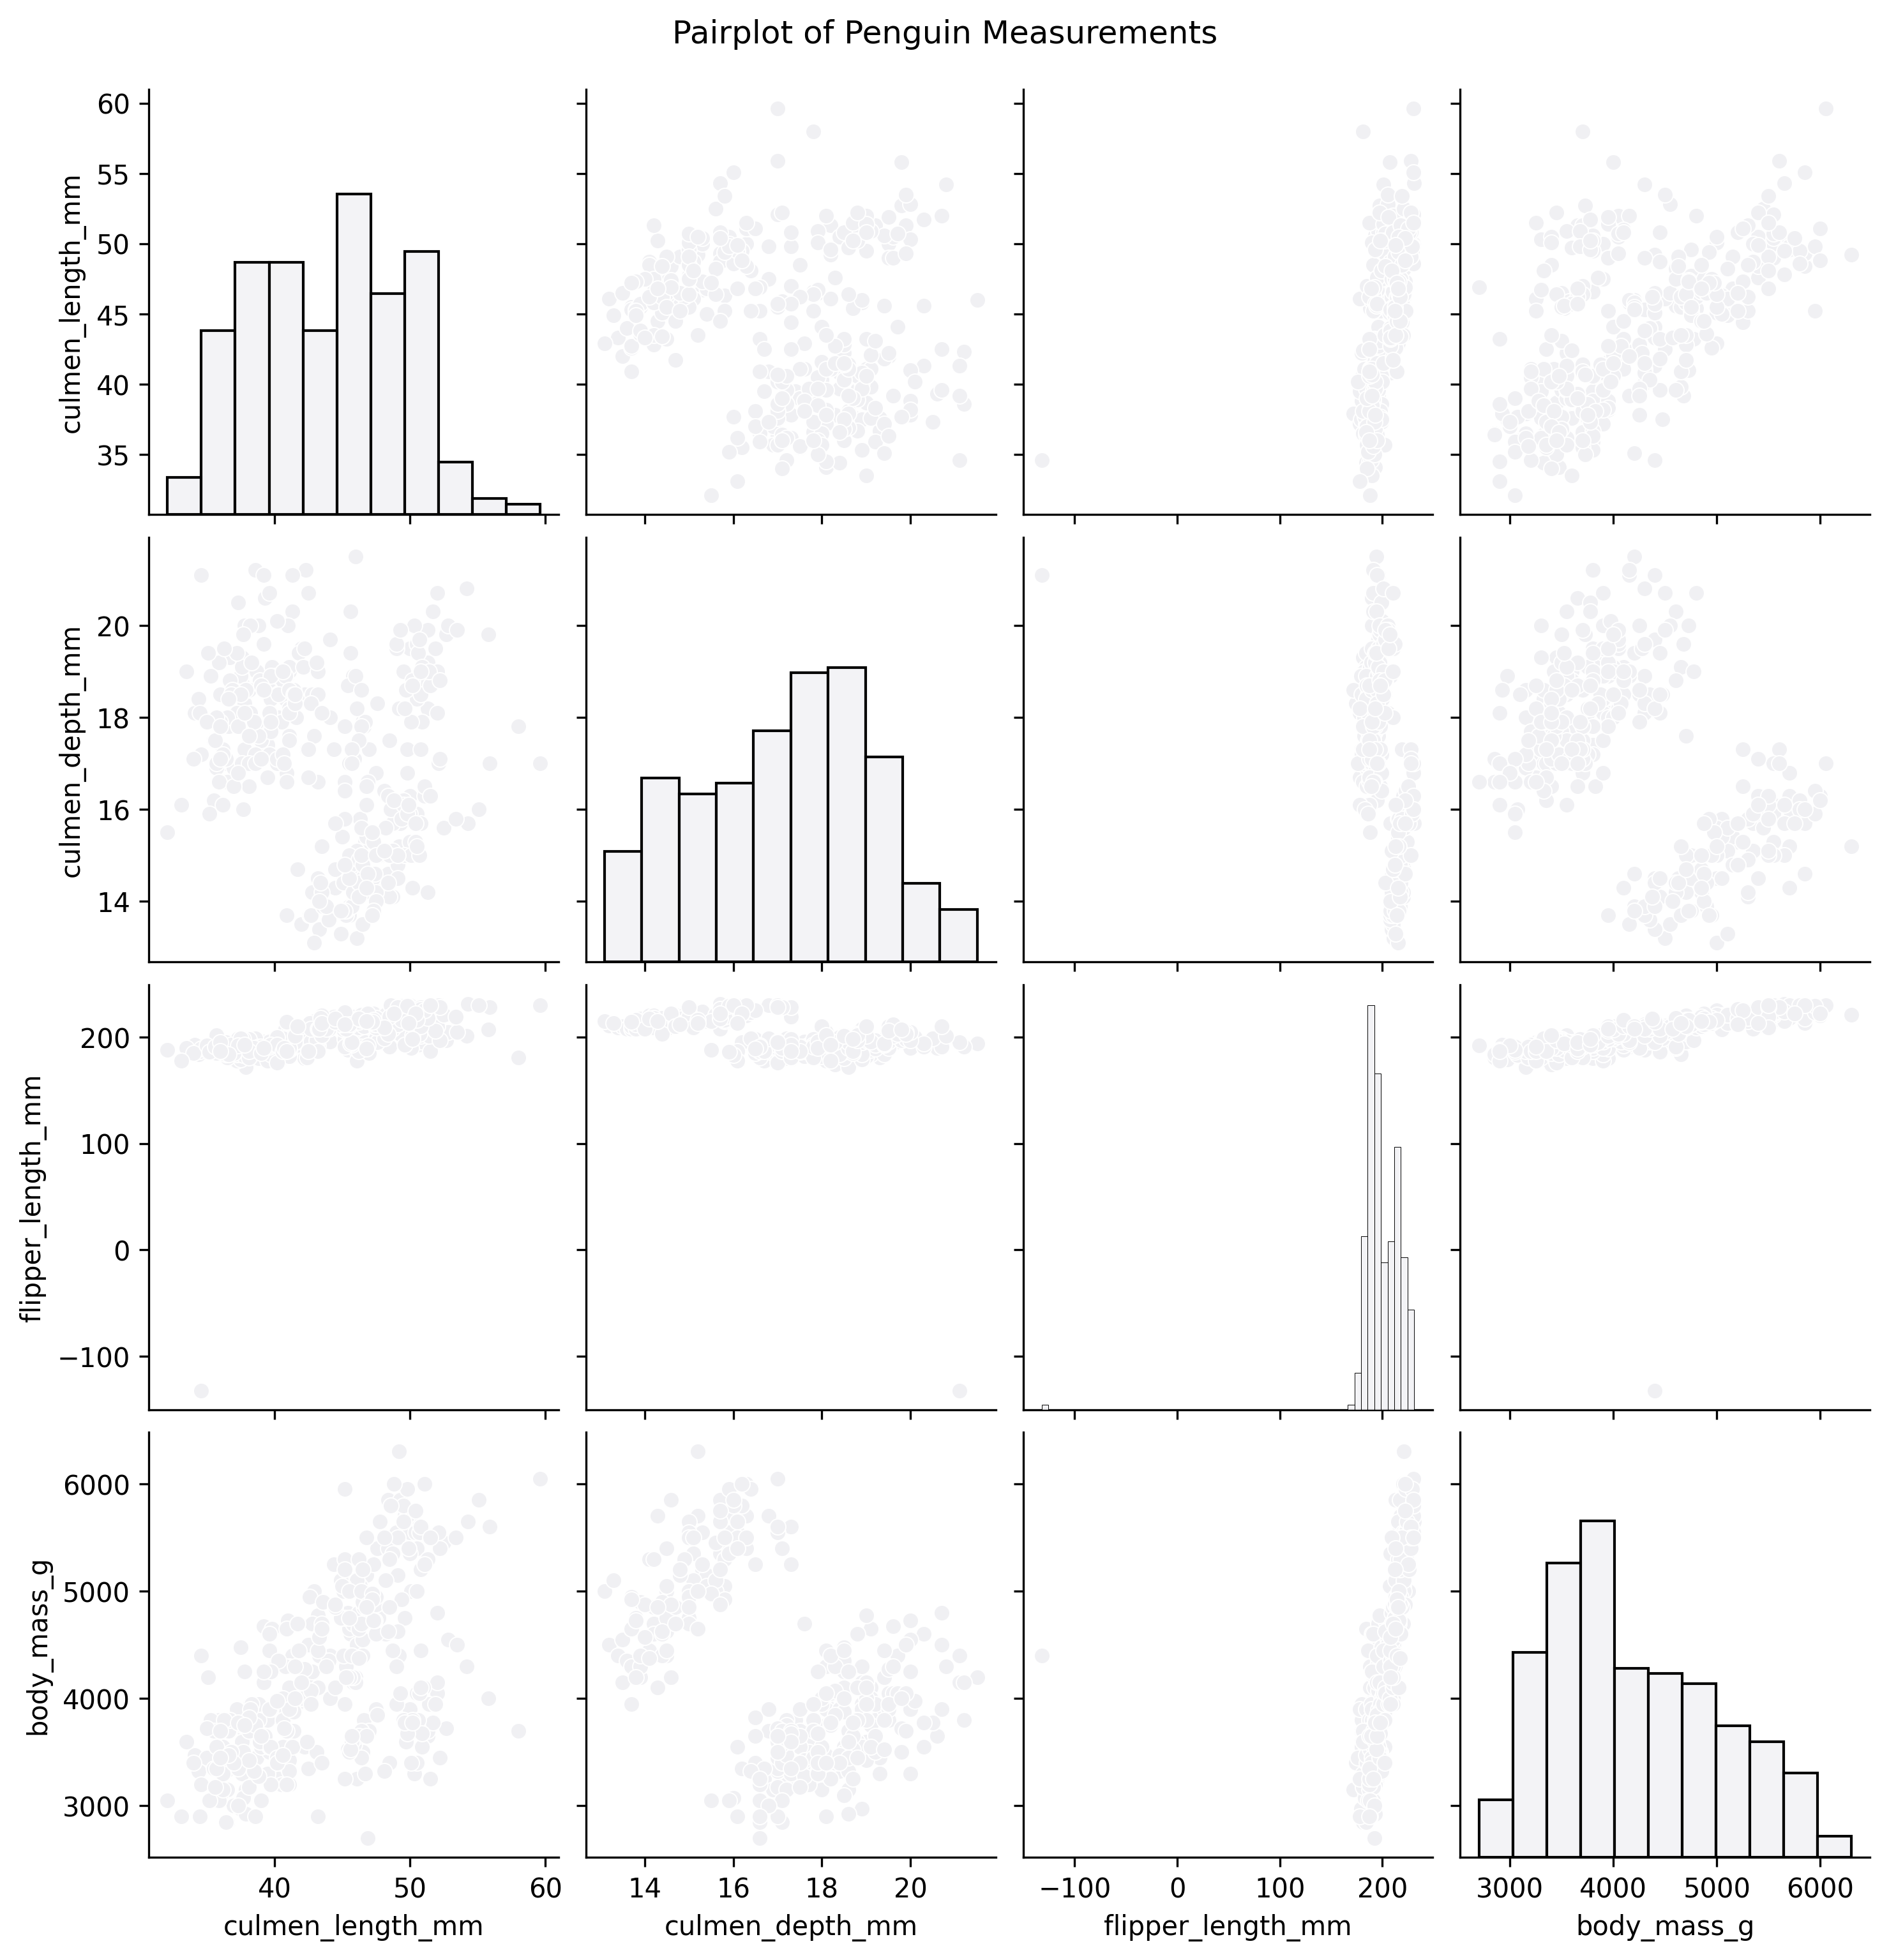 Pairplot of Penguin Measurements
60
55
50
45
40
35
culmen_length_mm
20
18
16
14
culmen_depth_mm
200
100
0
−100
flipper_length_mm
6000
5000
4000
3000
body_mass_g
40 50 60
14 16 18 20
−100 0 100 200
3000 4000 5000 6000
culmen_length_mm
culmen_depth_mm
flipper_length_mm
body_mass_g